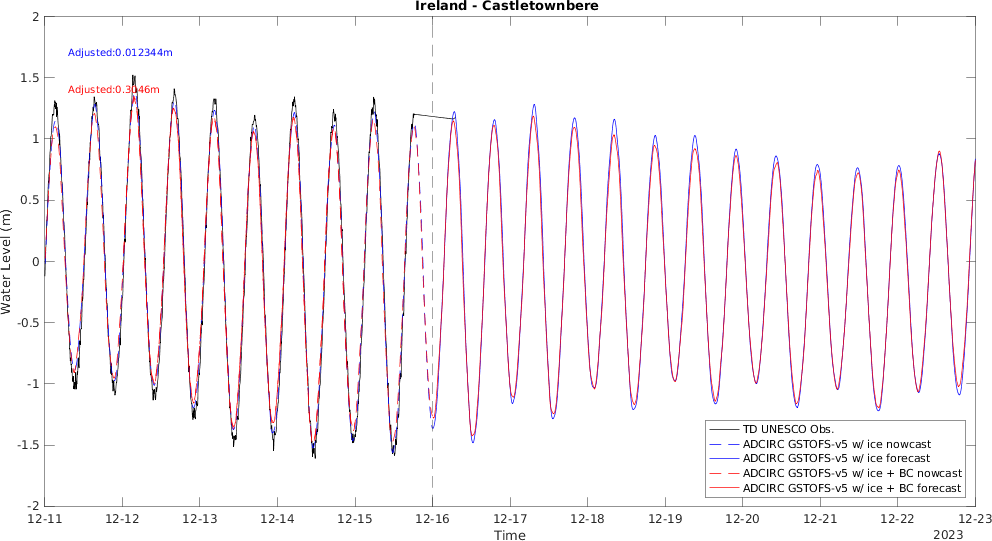 Ireland - Castletownbere
2
1.5
1
0.5
0
-0.5
-1
-1.5
-2
Water Level (m)
Adjusted:0.012344m
Adjusted:0.3046m
TD UNESCO Obs.
ADCIRC GSTOFS-v5 w/ ice nowcast
ADCIRC GSTOFS-v5 w/ ice forecast
ADCIRC GSTOFS-v5 w/ ice + BC nowcast
ADCIRC GSTOFS-v5 w/ ice + BC forecast
12-11 12-12 12-13 12-14 12-15 12-16 12-17 12-18 12-19 12-20 12-21 12-22 12-23
Time
2023